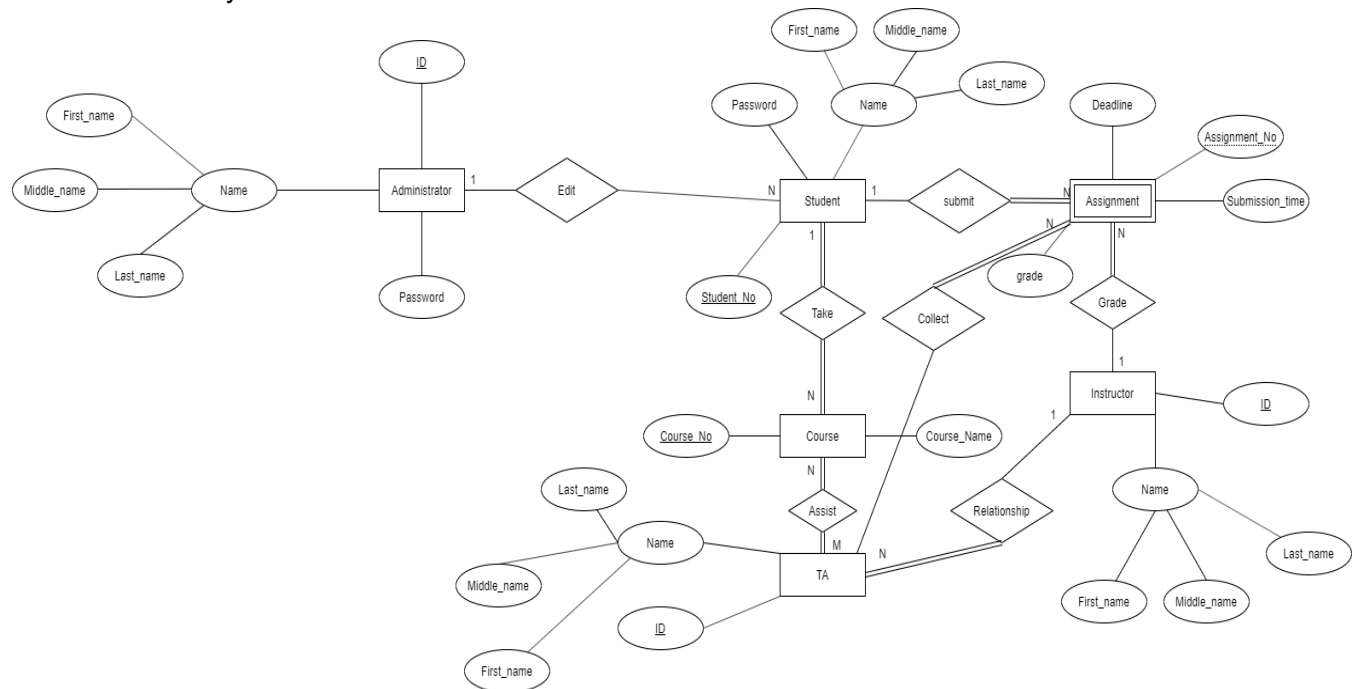 First_name
Middle_name
ID
Last_name
Password
Name
Deadline
First_name
Assignment_No
Middle_name
Name
Administrator
1
Edit
N
Student
1
submit
N
Assignment
Submission_time
1
N
N
Last_name
grade
Password
Student_No
Take
Collect
Grade
1
Instructor
ID
N
1
Course_No
Course
Course_Name
N
Last_name
Name
Assist
Relationship
Name
M
N
Last_name
Middle_name
TA
First_name
Middle_name
ID
First_name